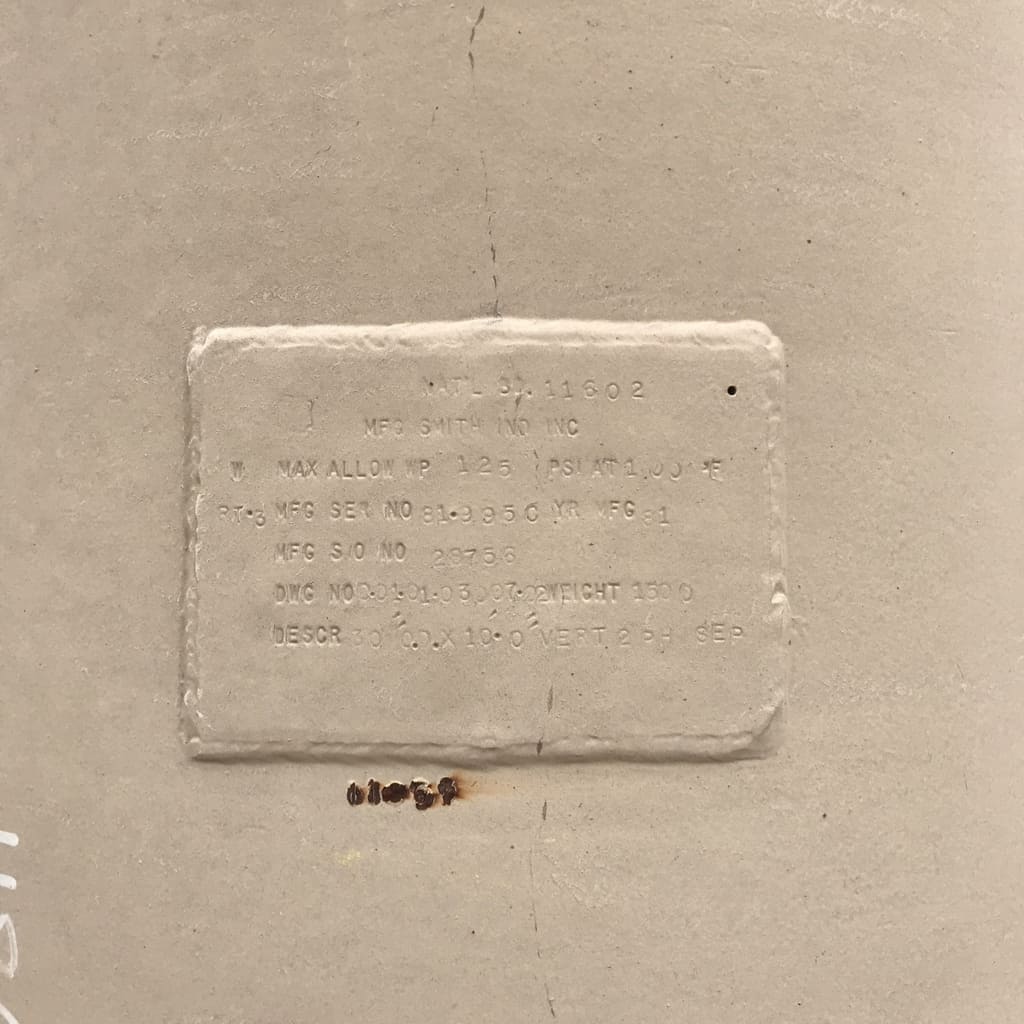 NAT'L BD. 11602
MFG SMITH IND INC
W MAX ALLOW WP 125 PSI AT 100 °F
RT-3 MFG SER NO 81-9950 YR MFG 81
MFG S/O NO 28756
DWG NO WEIGHT 1500
DESCR 30" O.D. X 10'-0" VERT 2 PH SEP